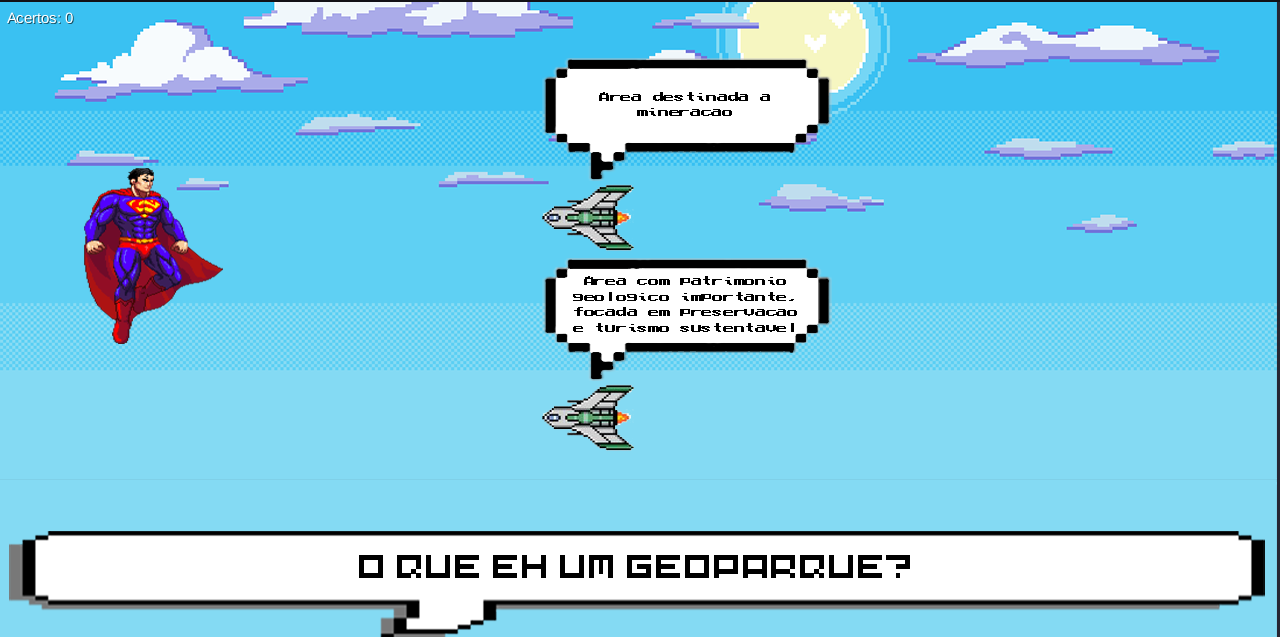 Acertos: 0
Area destinada a
mineracao
Area com patrimonio
geologico importante,
focada em preservacao
e turismo sustentavel
O QUE EH UM GEOPARQUE?